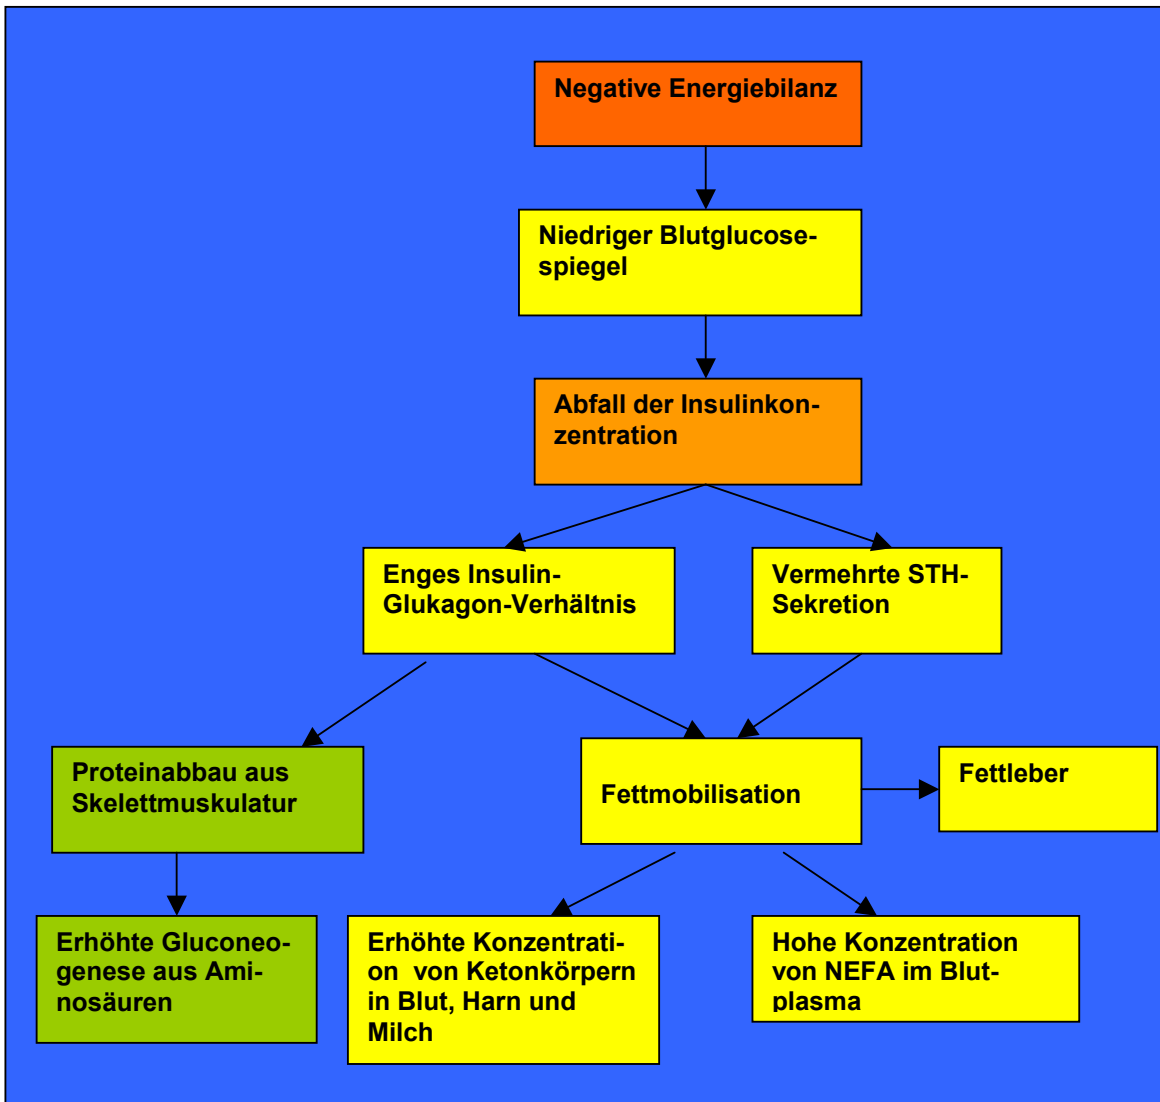 Negative Energiebilanz
Niedriger Blutglucose-
spiegel
Abfall der Insulinkon-
zentration
Enges Insulin-
Glukagon-Verhältnis
Vermehrte STH-
Sekretion
Proteinabbau aus
Skelettmuskulatur
Fettmobilisation
Fettleber
Erhöhte Gluconeo-
genese aus Ami-
nosäuren
Erhöhte Konzentrati-
on von Ketonkörpern
in Blut, Harn und
Milch
Hohe Konzentration
von NEFA im Blut-
plasma